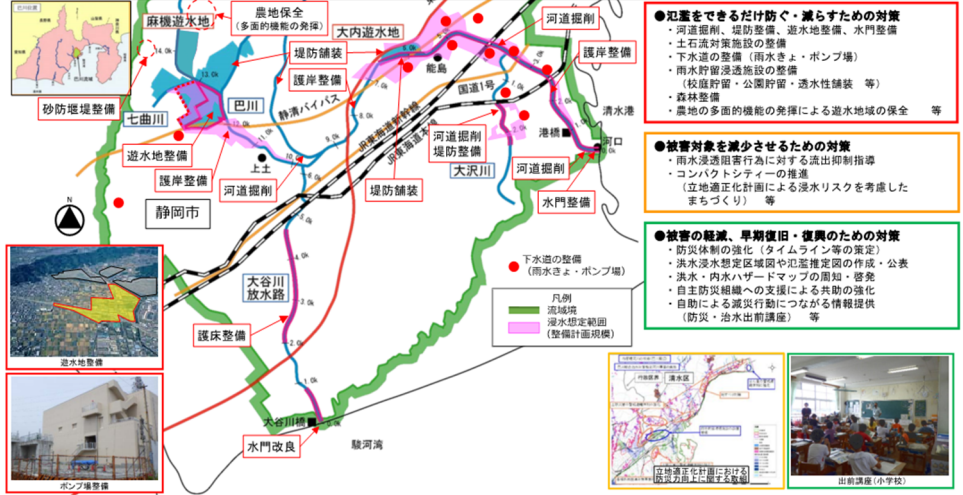 麻機遊水地
農地保全
(多面的機能の発揮)
大内遊水地
河道掘削
堤防舗装
護岸整備
護岸整備
能島
国道1号
砂防堰堤整備
七曲川
巴川
静清バイパス
JR東海道新幹線
JR東海道本線
清水港
港橋
河口
遊水地整備
護岸整備
上土
河道掘削
堤防舗装
河道掘削
堤防整備
大沢川
河道掘削
水門整備
静岡市
N
14.0k
13.0k
11.0k
10.0k
9.0k
8.0k
5.0k
4.0k
2.0k
1.0k
大谷川
放水路
護床整備
大谷川橋
水門改良
駿河湾
下水道の整備
(雨水きょ・ポンプ場)
凡例
流域境
浸水想定範囲
(整備計画規模)
遊水地整備
ポンプ場整備
●氾濫をできるだけ防ぐ・減らすための対策
・河道掘削、堤防整備、遊水地整備、水門整備
・土石流対策施設の整備
・下水道の整備(雨水きょ・ポンプ場)
・雨水貯留浸透施設の整備
(校庭貯留・公園貯留・透水性舗装 等)
・森林整備
・農地の多面的機能の発揮による遊水地域の保全 等
●被害対象を減少させるための対策
・雨水浸透阻害行為に対する流出抑制指導
・コンパクトシティーの推進
(立地適正化計画による浸水リスクを考慮した
まちづくり) 等
●被害の軽減、早期復旧・復興のための対策
・防災体制の強化(タイムライン等の策定)
・洪水浸水想定区域図や氾濫推定図の作成・公表
・洪水・内水ハザードマップの周知・啓発
・自主防災組織への支援による共助の強化
・自助による減災行動につながる情報提供
(防災・治水出前講座) 等
清水区
立地適正化計画における
防災力向上に関する取組
出前講座(小学校)